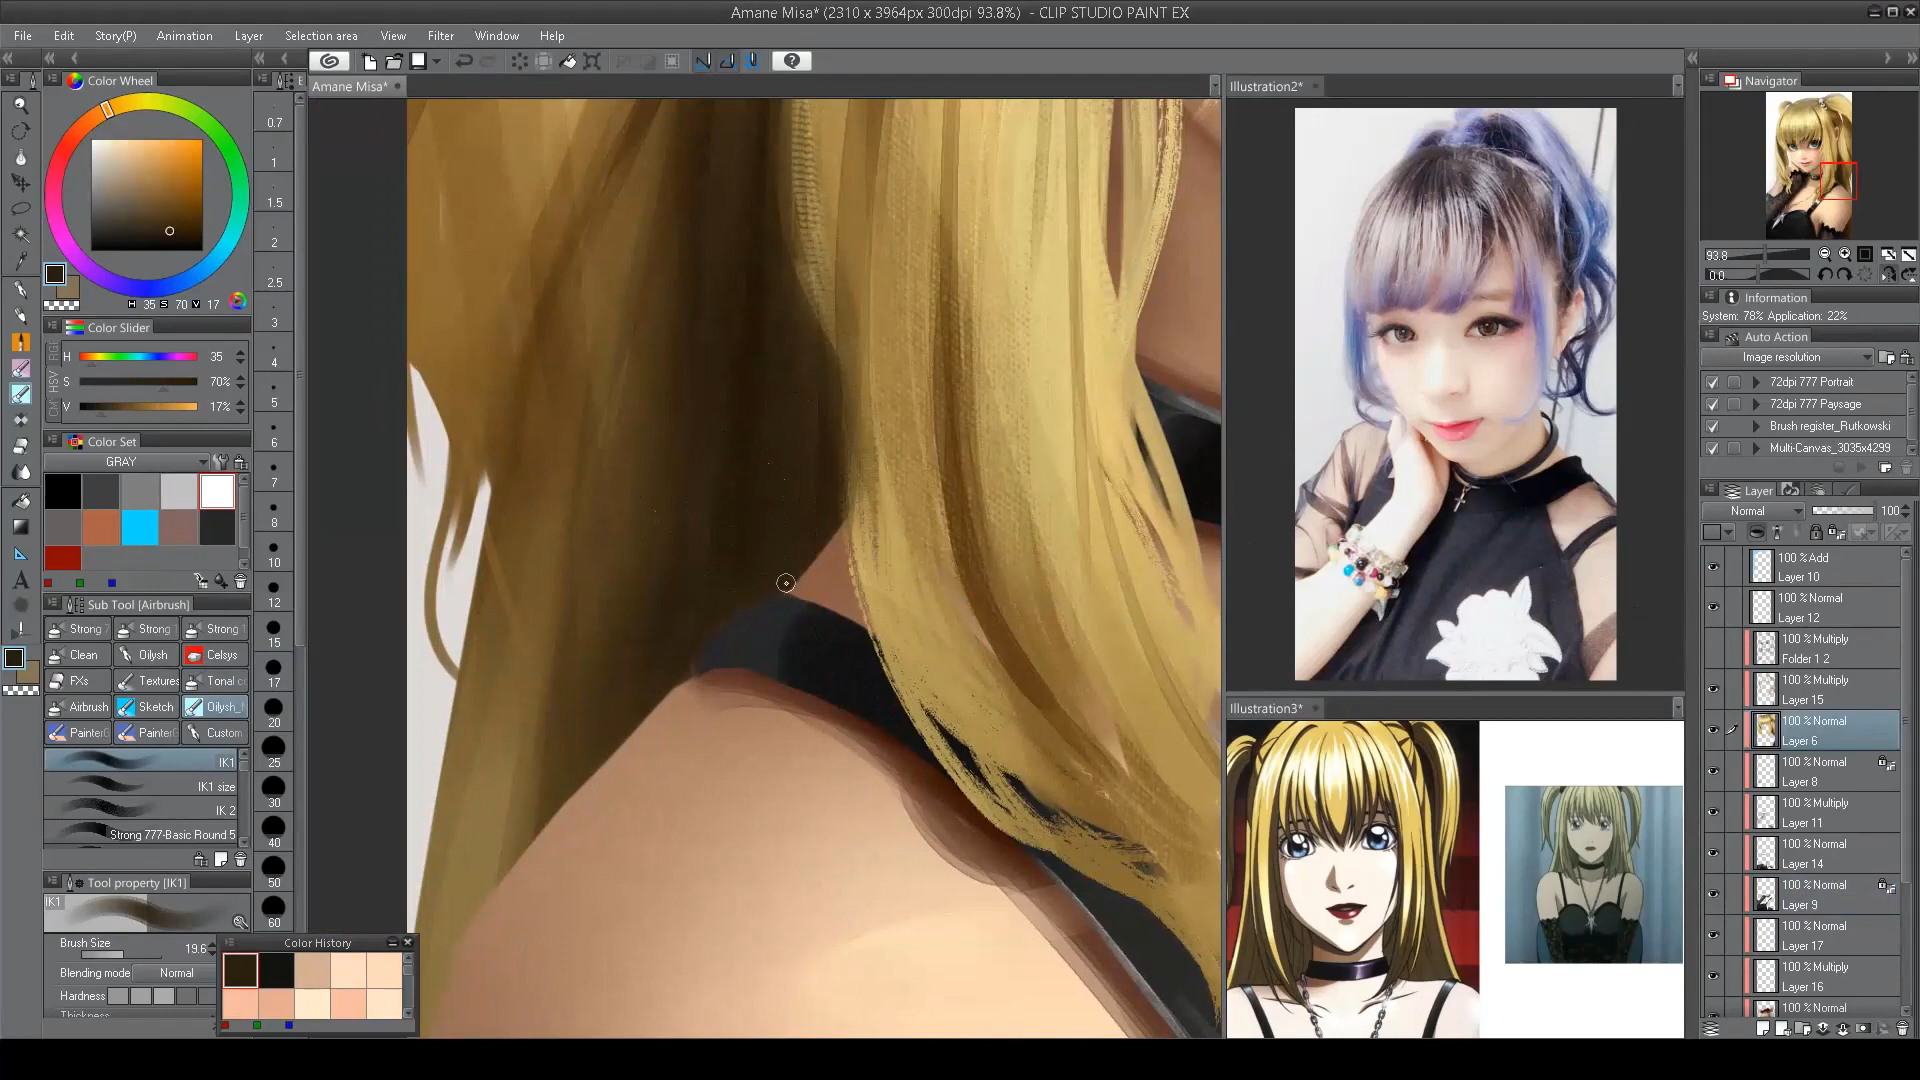 Amane Misa* (2310 x 3964px 300dpi 93.8%) - CLIP STUDIO PAINT EX
File Edit Story(P) Animation Layer Selection area View Filter Window Help
Color Wheel
H 35 S 70 V 17
Color Slider
H 35
S 70%
V 17%
RGB
HSV
Color Set
GRAY
Sub Tool [Airbrush]
Strong 7 Strong Strong
Clean Oilysh Celsys
FXs Textures Tonal
Airbrush Sketch Oilysh_
Painter Painter Custom
IK1
IK1 size
IK 2
Strong 777-Basic Round 5
Tool property [IK1]
IK1
Brush Size 19.6
Blending mode Normal
Hardness
Thickness
0.7
1
1.5
2
2.5
3
4
5
6
7
8
10
12
15
17
20
25
30
40
50
60
Amane Misa*
Color History
Illustration2*
Illustration3*
Navigator
93.8
0.0
Information
System: 78% Application: 22%
Auto Action
Image resolution
72dpi 777 Portrait
72dpi 777 Paysage
Brush register_Rutkowski
Multi-Canvas_3035x4299
Layer
Normal 100
100 % Add
Layer 10
100 % Normal
Layer 12
100 % Multiply
Folder 1 2
100 % Multiply
Layer 15
100 % Normal
Layer 6
100 % Normal
Layer 8
100 % Multiply
Layer 11
100 % Normal
Layer 14
100 % Normal
Layer 9
100 % Normal
Layer 17
100 % Multiply
Layer 16
100 % Normal